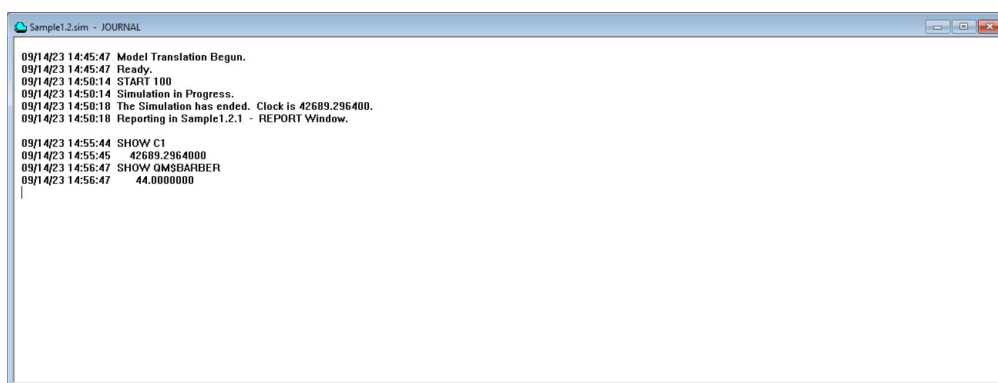 Sample1.2.sim - JOURNAL
09/14/23 14:45:47 Model Translation Begun.
09/14/23 14:45:47 Ready.
09/14/23 14:50:14 START 100
09/14/23 14:50:14 Simulation in Progress.
09/14/23 14:50:18 The Simulation has ended. Clock is 42689.296400.
09/14/23 14:50:18 Reporting in Sample1.2.1 - REPORT Window.
09/14/23 14:55:44 SHOW C1
09/14/23 14:55:45 42689.2964000
09/14/23 14:56:47 SHOW QM$BARBER
09/14/23 14:56:47 44.0000000